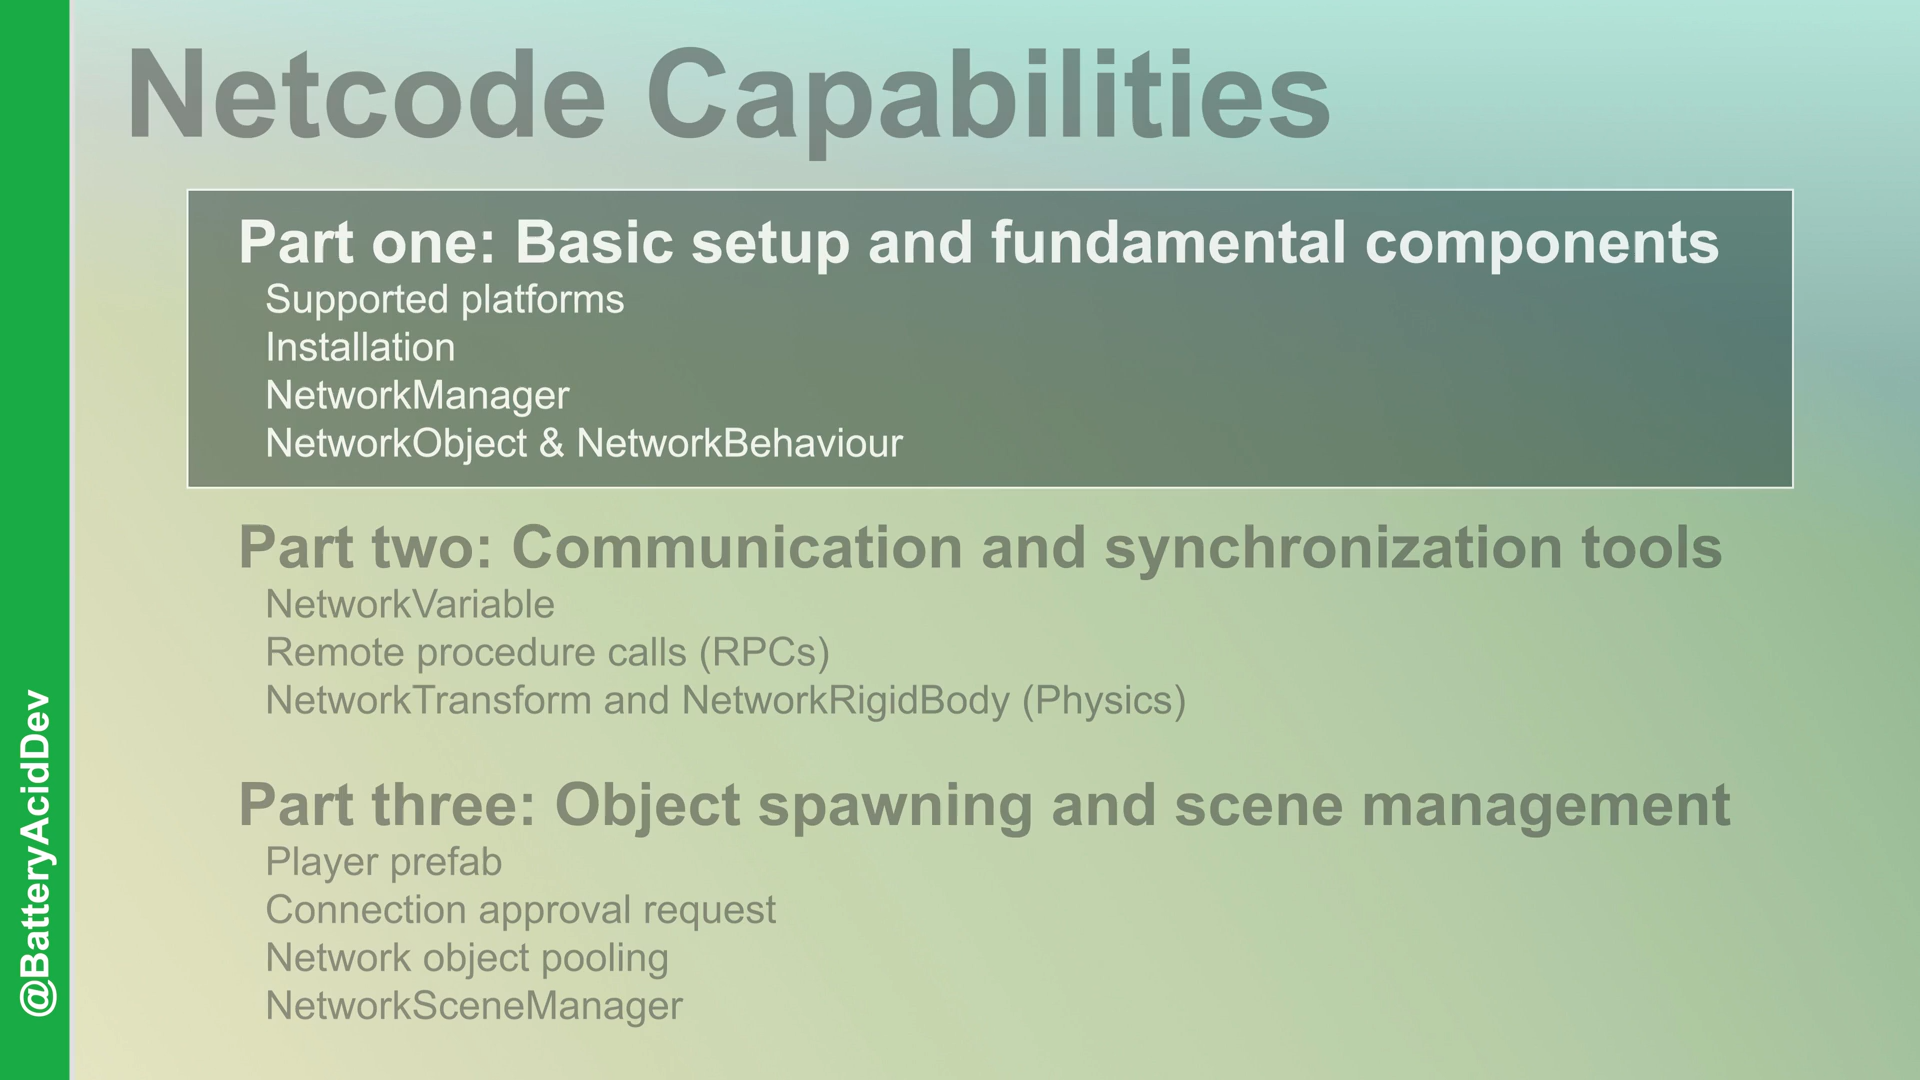 Netcode Capabilities
Part one: Basic setup and fundamental components
Supported platforms
Installation
NetworkManager
NetworkObject & NetworkBehaviour
Part two: Communication and synchronization tools
NetworkVariable
Remote procedure calls (RPCs)
NetworkTransform and NetworkRigidBody (Physics)
Part three: Object spawning and scene management
Player prefab
Connection approval request
Network object pooling
NetworkSceneManager
@BatteryAcidDev